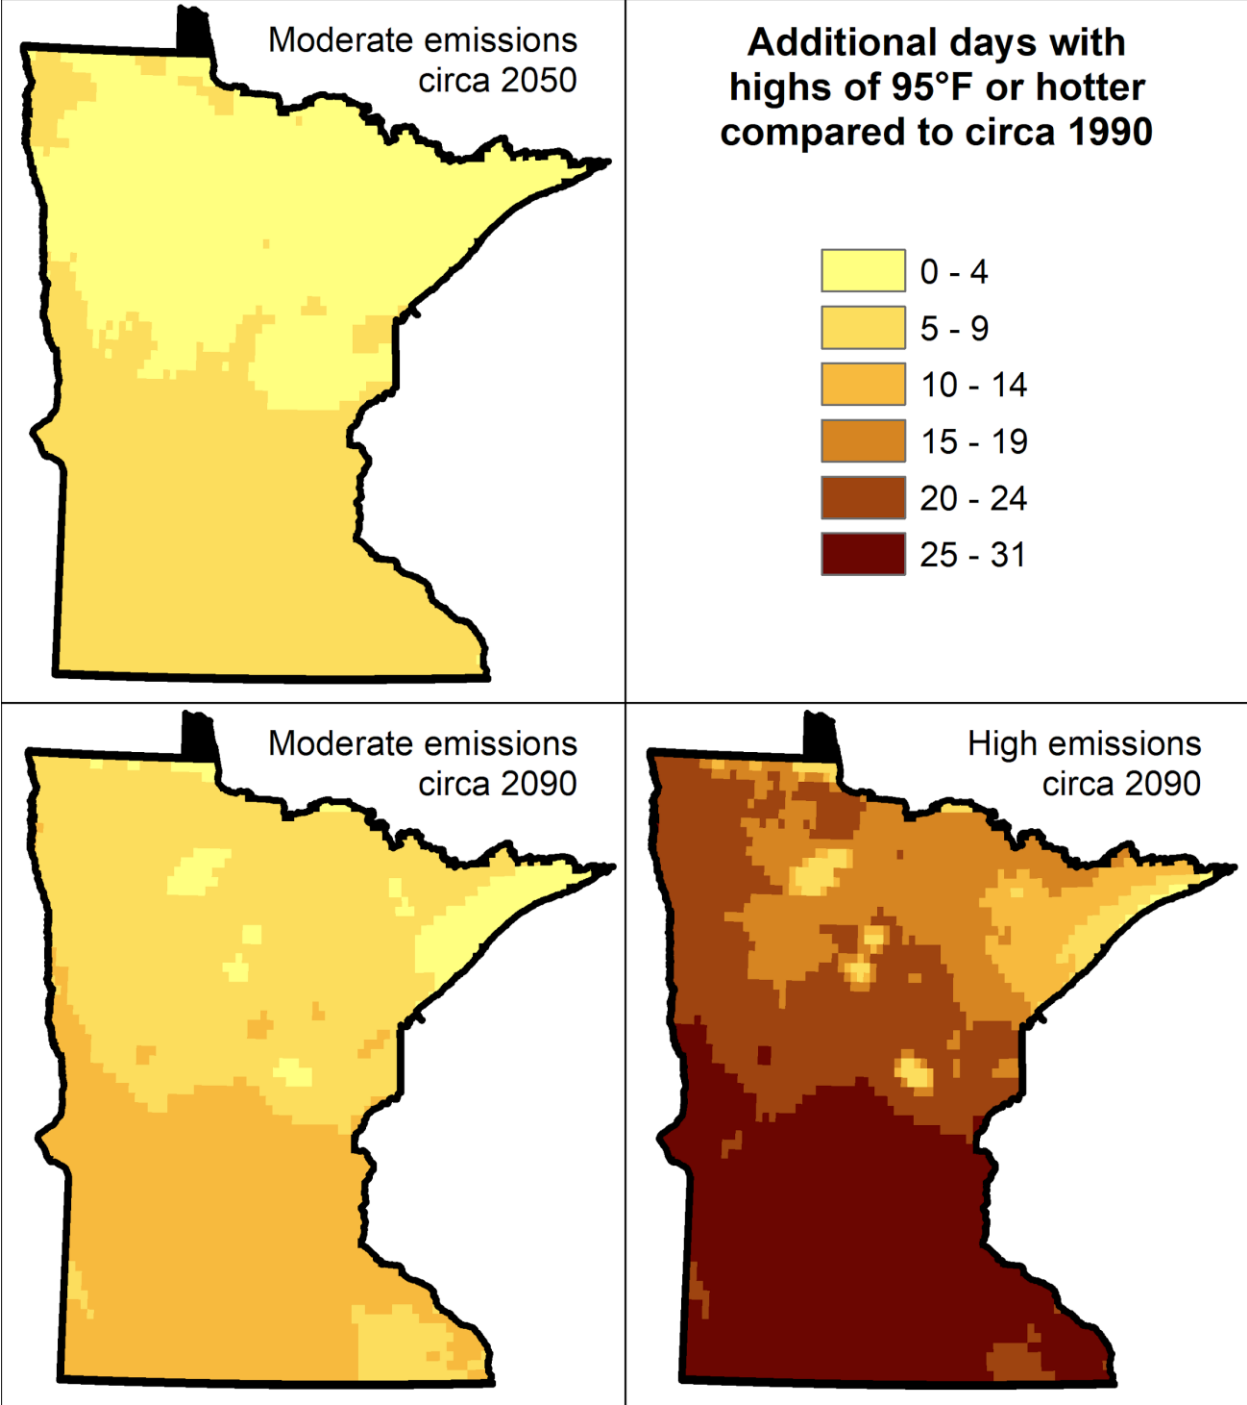 Moderate emissions
circa 2050
Additional days with
highs of 95°F or hotter
compared to circa 1990
0 - 4
5 - 9
10 - 14
15 - 19
20 - 24
25 - 31
Moderate emissions
circa 2090
High emissions
circa 2090